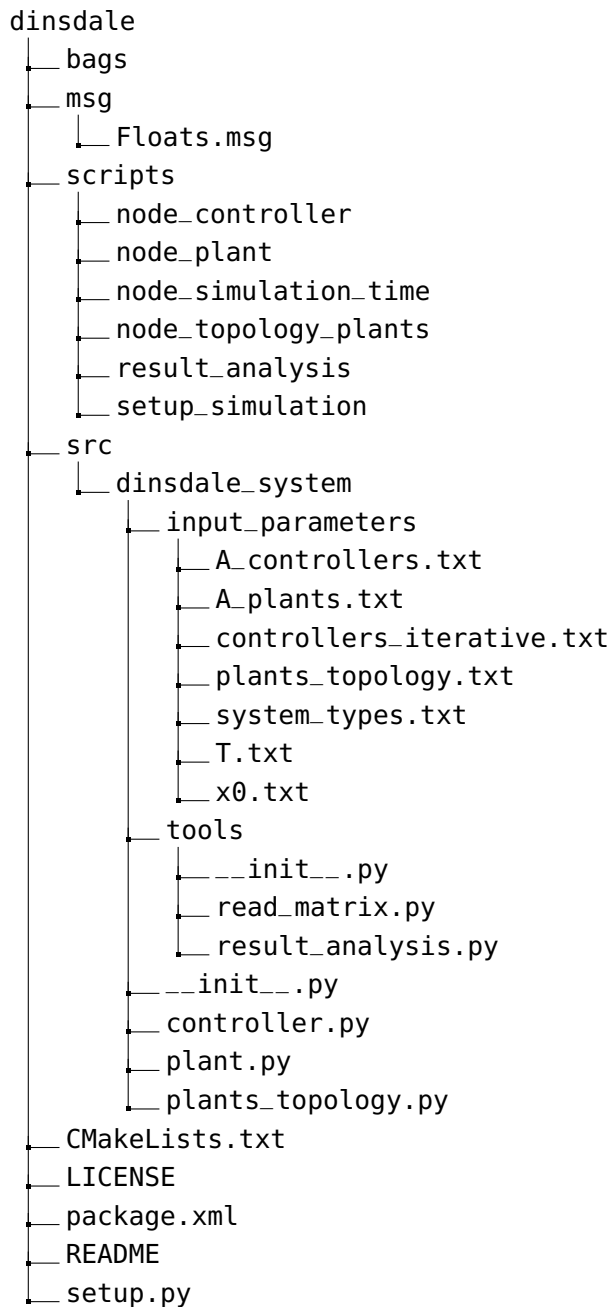 dinsdale
bags
msg
Floats.msg
scripts
node_controller
node_plant
node_simulation_time
node_topology_plants
result_analysis
setup_simulation
src
dinsdale_system
input_parameters
A_controllers.txt
A_plants.txt
controllers_iterative.txt
plants_topology.txt
system_types.txt
T.txt
x0.txt
tools
__init__.py
read_matrix.py
result_analysis.py
__init__.py
controller.py
plant.py
plants_topology.py
CMakeLists.txt
LICENSE
package.xml
README
setup.py